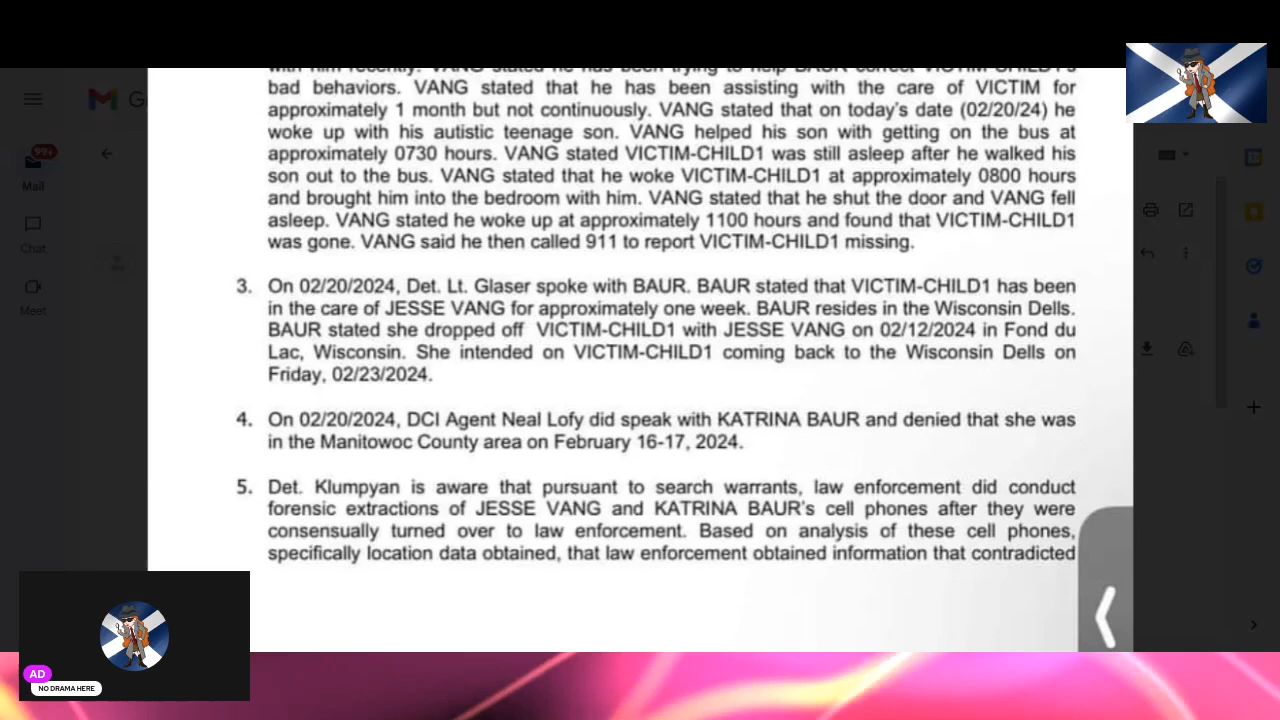 with him recently. VANG stated he has been trying to help BAUR correct VICTIM-CHILD1's
bad behaviors. VANG stated that he has been assisting with the care of VICTIM for
approximately 1 month but not continuously. VANG stated that on today's date (02/20/24) he
woke up with his autistic teenage son. VANG helped his son with getting on the bus at
approximately 0730 hours. VANG stated VICTIM-CHILD1 was still asleep after he walked his
son out to the bus. VANG stated that he woke VICTIM-CHILD1 at approximately 0800 hours
and brought him into the bedroom with him. VANG stated that he shut the door and VANG fell
asleep. VANG stated he woke up at approximately 1100 hours and found that VICTIM-CHILD1
was gone. VANG said he then called 911 to report VICTIM-CHILD1 missing.
3. On 02/20/2024, Det. Lt. Glaser spoke with BAUR. BAUR stated that VICTIM-CHILD1 has been
in the care of JESSE VANG for approximately one week. BAUR resides in the Wisconsin Dells.
BAUR stated she dropped off VICTIM-CHILD1 with JESSE VANG on 02/12/2024 in Fond du
Lac, Wisconsin. She intended on VICTIM-CHILD1 coming back to the Wisconsin Dells on
Friday, 02/23/2024.
4. On 02/20/2024, DCI Agent Neal Lofy did speak with KATRINA BAUR and denied that she was
in the Manitowoc County area on February 16-17, 2024.
5. Det. Klumpyan is aware that pursuant to search warrants, law enforcement did conduct
forensic extractions of JESSE VANG and KATRINA BAUR's cell phones after they were
consensually turned over to law enforcement. Based on analysis of these cell phones,
specifically location data obtained, that law enforcement obtained information that contradicted
G
99+
Mail
Chat
Meet
AD
NO DRAMA HERE